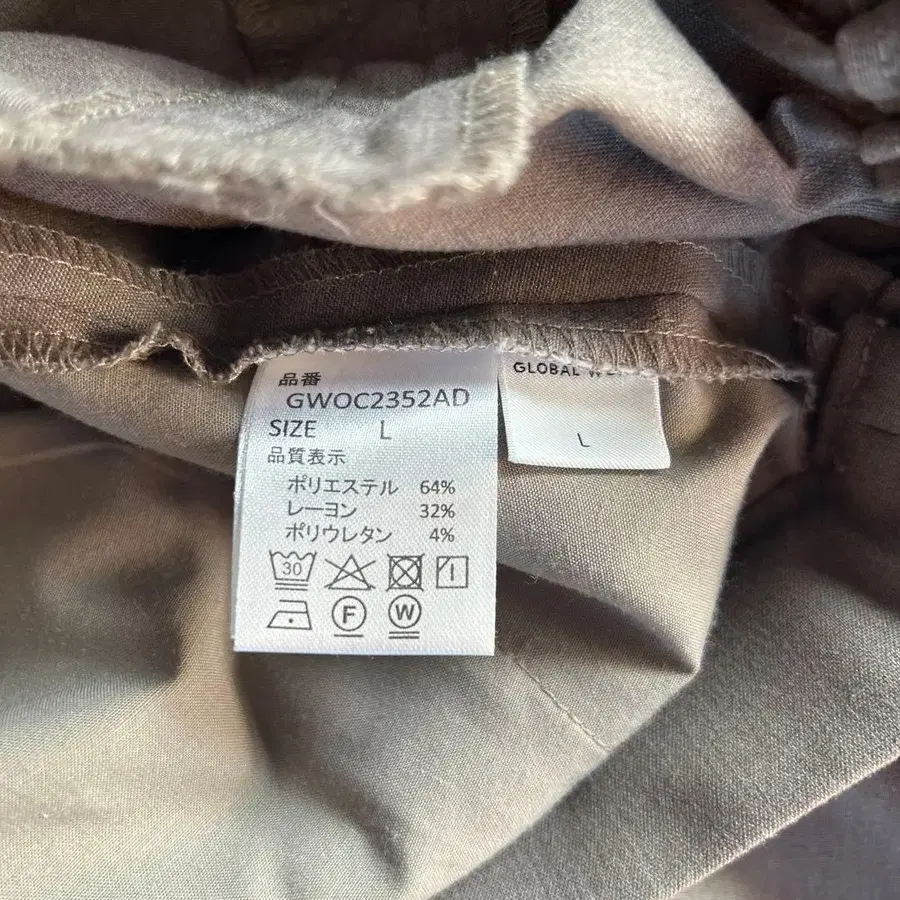 品番
GWOC2352AD
SIZE L
品質表示
ポリエステル 64%
レーヨン 32%
ポリウレタン 4%
30
F W
GLOBAL
L